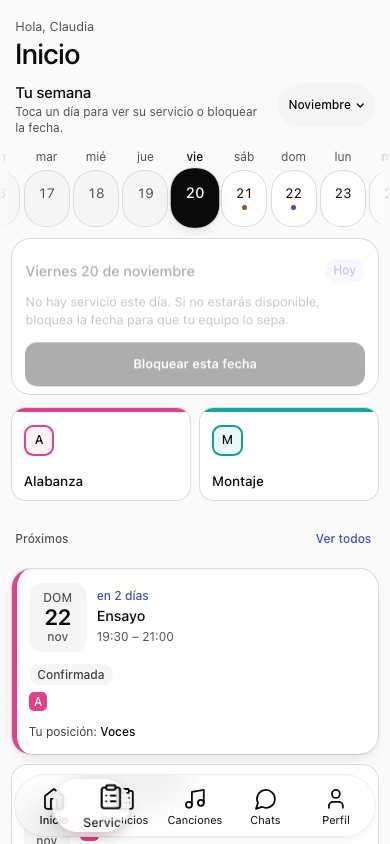 Hola, Claudia
Inicio
Tu semana
Toca un día para ver su servicio o bloquear
la fecha.
Noviembre
mar mié jue vie sáb dom lun
17 18 19 20 21 22 23
Viernes 20 de noviembre
Hoy
No hay servicio este día. Si no estarás disponible,
bloquea la fecha para que tu equipo lo sepa.
Bloquear esta fecha
A
M
Alabanza
Montaje
Próximos
Ver todos
DOM
22
nov
en 2 días
Ensayo
19:30 – 21:00
Confirmada
A
Tu posición: Voces
Canciones
Chats
Perfil
nov